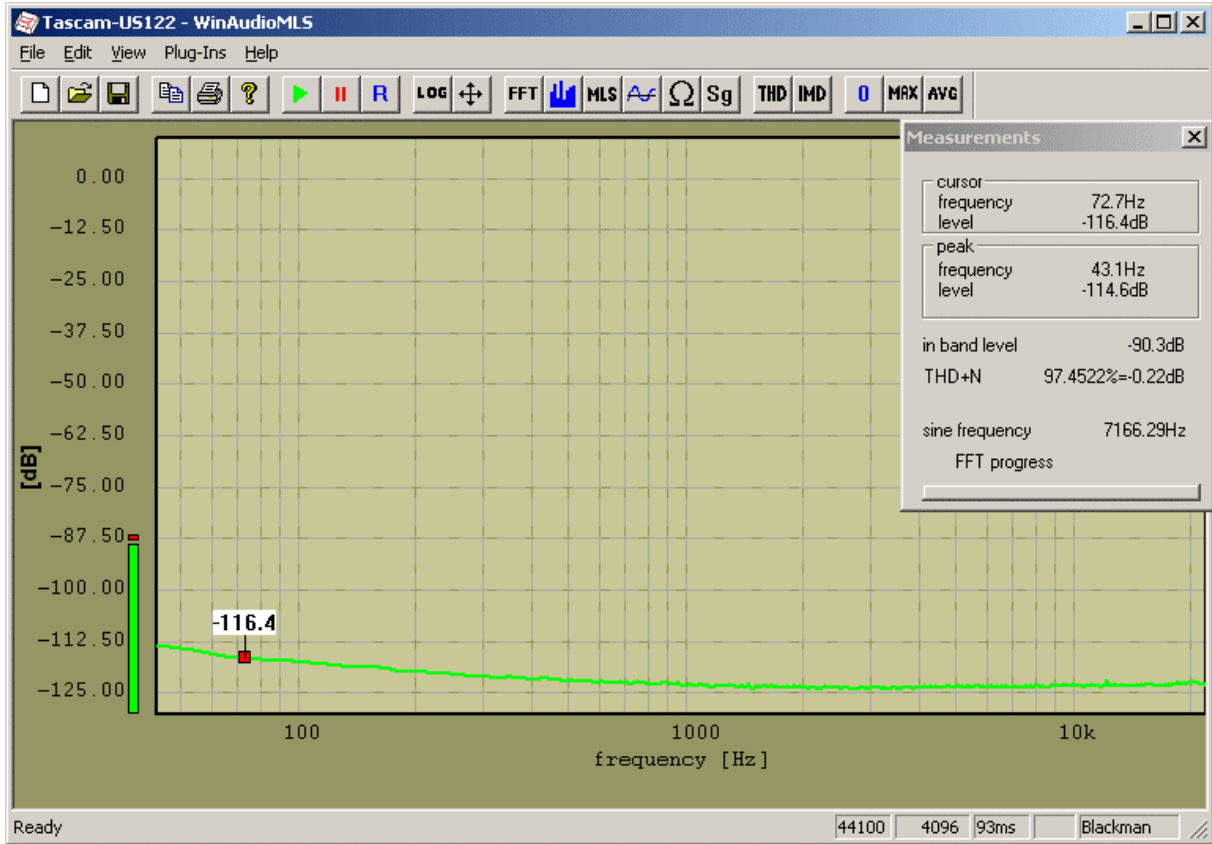 Tascam-US122 - WinAudioMLS
File Edit View Plug-Ins Help
? R LOG FFT MLS Ω Sg THD IMD 0 MAX AVG
Measurements
cursor
frequency 72.7Hz
level -116.4dB
peak
frequency 43.1Hz
level -114.6dB
in band level -90.3dB
THD+N 97.4522%=-0.22dB
sine frequency 7166.29Hz
FFT progress
[dB]
0.00
-12.50
-25.00
-37.50
-50.00
-62.50
-75.00
-87.50
-100.00
-112.50
-125.00
-116.4
100 1000 10k
frequency [Hz]
Ready 44100 4096 93ms Blackman